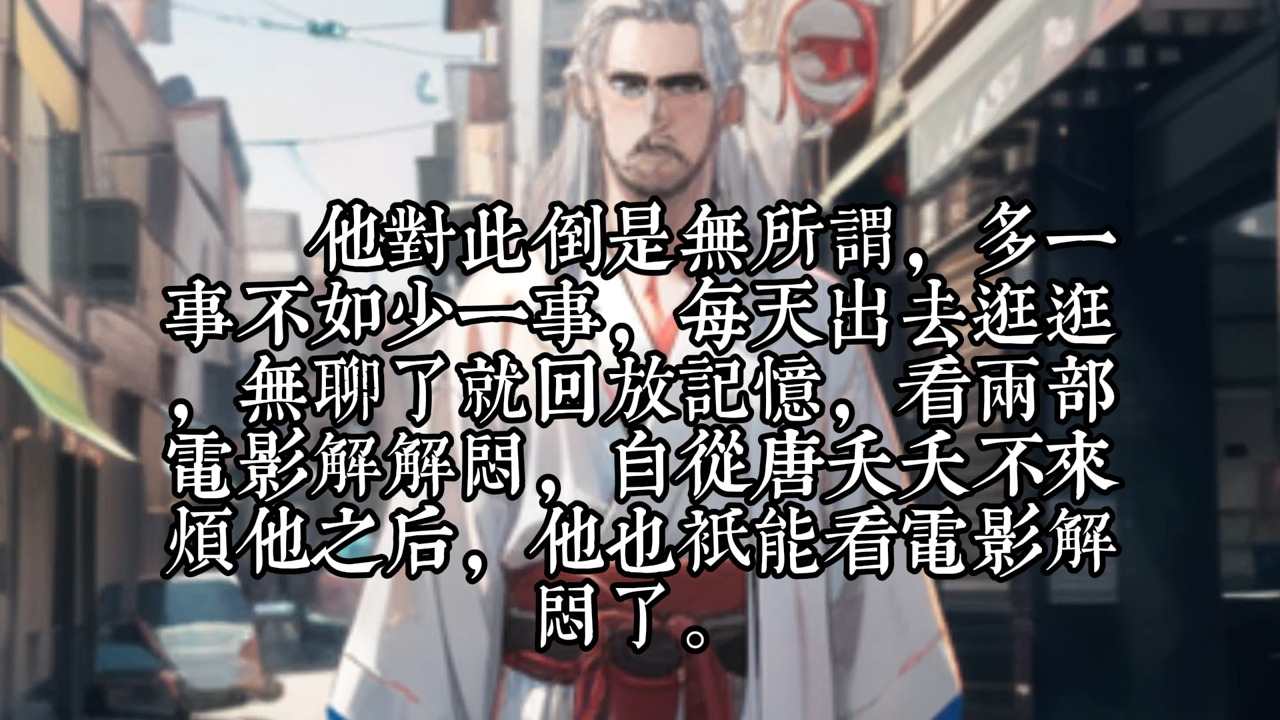 他對此倒是無所謂，多一
事不如少一事，每天出去逛逛
，無聊了就回放記憶，看兩部
電影解解悶，自從唐夭夭不來
煩他之后，他也祇能看電影解
悶了。